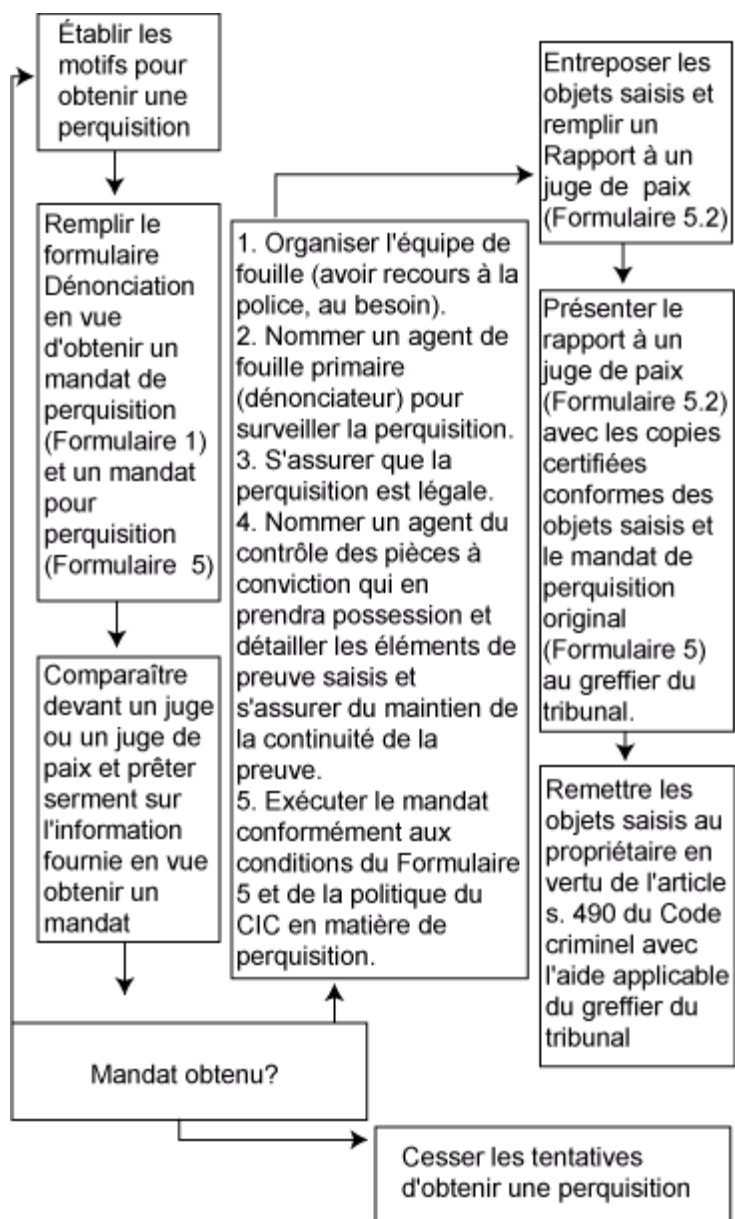 Établir les
motifs pour
obtenir une
perquisition
Remplir le
formulaire
Dénonciation
en vue
d'obtenir un
mandat de
perquisition
(Formulaire 1)
et un mandat
pour
perquisition
(Formulaire 5)
Comparaître
devant un juge
ou un juge de
paix et prêter
serment sur
l'information
fournie en vue
obtenir un
mandat
Mandat obtenu?
Cesser les tentatives
d'obtenir une perquisition
1. Organiser l'équipe de
fouille (avoir recours à la
police, au besoin).
2. Nommer un agent de
fouille primaire
(dénonciateur) pour
surveiller la perquisition.
3. S'assurer que la
perquisition est légale.
4. Nommer un agent du
contrôle des pièces à
conviction qui en
prendra possession et
détailler les éléments de
preuve saisis et
s'assurer du maintien de
la continuité de la
preuve.
5. Exécuter le mandat
conformément aux
conditions du Formulaire
5 et de la politique du
CIC en matière de
perquisition.
Entreposer les
objets saisis et
remplir un
Rapport à un
juge de paix
(Formulaire 5.2)
Présenter le
rapport à un
juge de paix
(Formulaire 5.2)
avec les copies
certifiées
conformes des
objets saisis et
le mandat de
perquisition
original
(Formulaire 5)
au greffier du
tribunal.
Remettre les
objets saisis au
propriétaire en
vertu de l'article
s. 490 du Code
criminel avec
l'aide applicable
du greffier du
tribunal